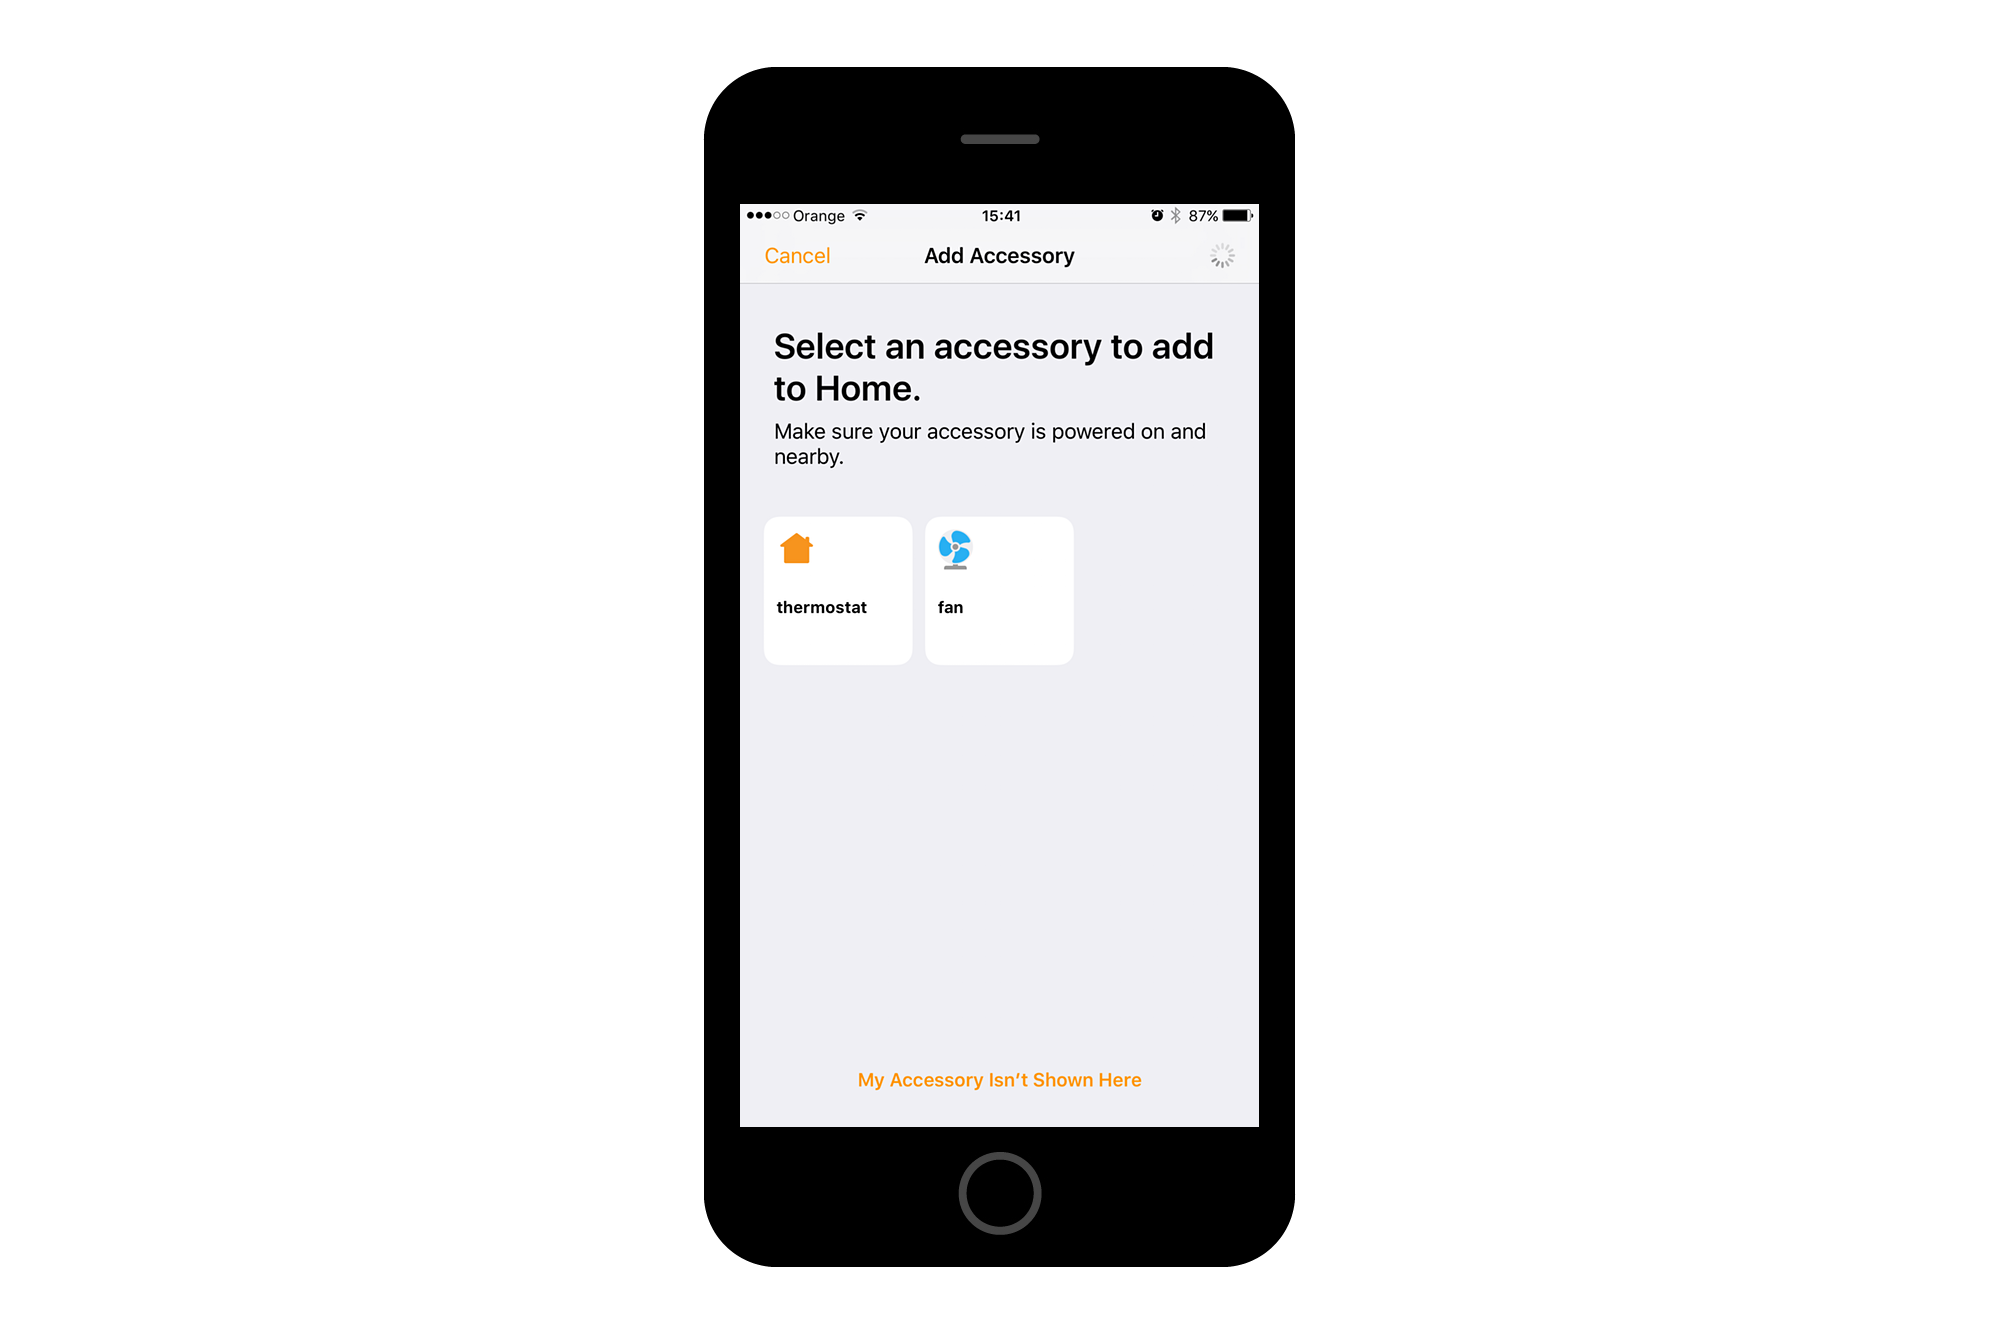 Orange 15:41 87%
Cancel Add Accessory
Select an accessory to add
to Home.
Make sure your accessory is powered on and
nearby.
thermostat fan
My Accessory Isn’t Shown Here